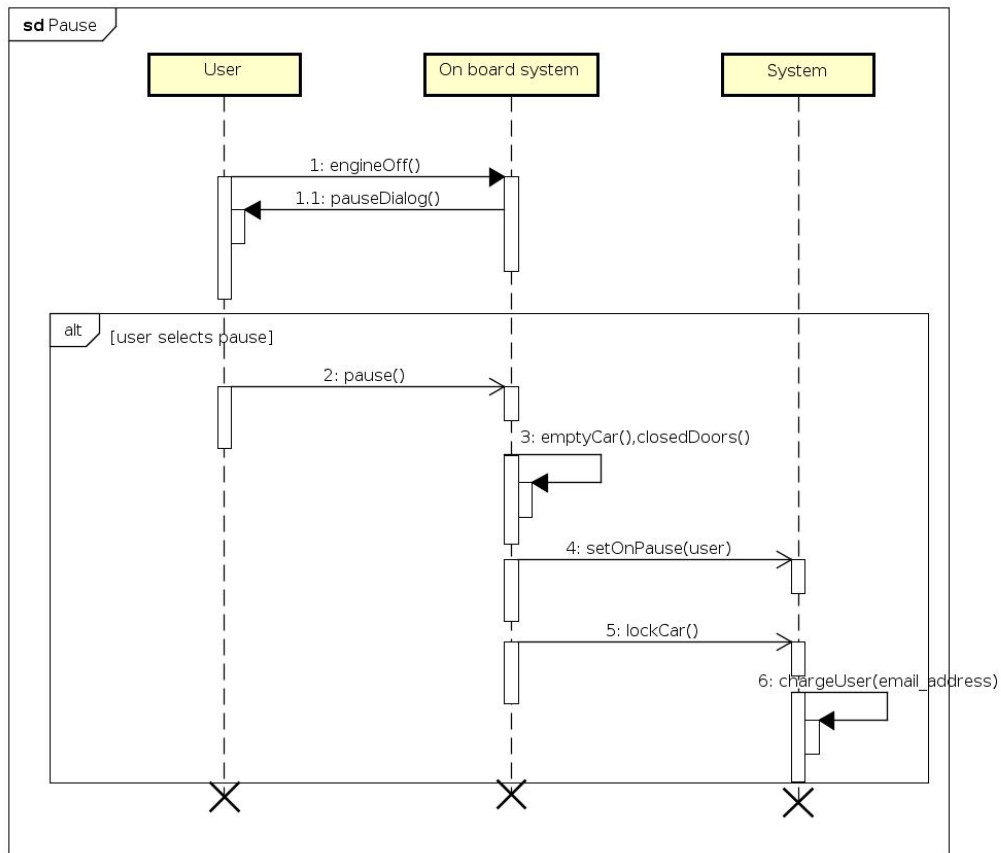 sd Pause
User
On board system
System
1: engineOff()
1.1: pauseDialog()
alt
[user selects pause]
2: pause()
3: emptyCar(),closedDoors()
4: setOnPause(user)
5: lockCar()
6: chargeUser(email_address)